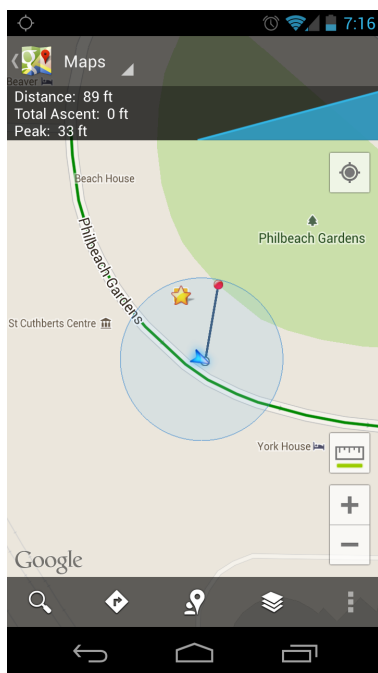 7:16
Maps
Beaver
Distance: 89 ft
Total Ascent: 0 ft
Peak: 33 ft
Beach House
Philbeach Gardens
Philbeach Gardens
St Cuthberts Centre
York House
Google